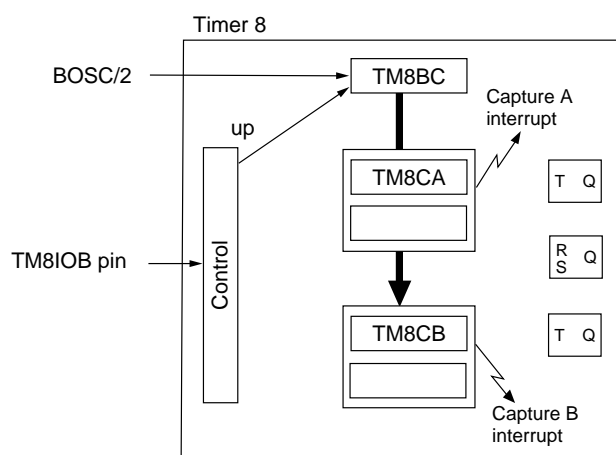 Timer 8
BOSC/2
TM8BC
Capture A
interrupt
up
TM8CA
T Q
TM8IOB pin
Control
R
S Q
TM8CB
T Q
Capture B
interrupt